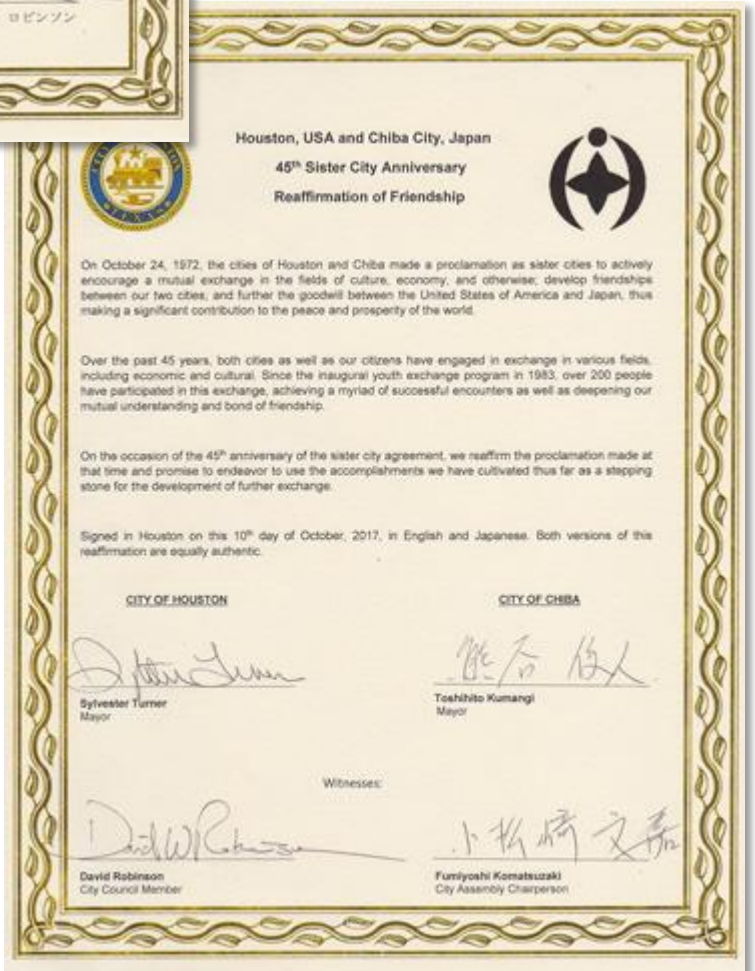 ロビンソン
Houston, USA and Chiba City, Japan
45th Sister City Anniversary
Reaffirmation of Friendship
On October 24, 1972, the cities of Houston and Chiba made a proclamation as sister cities to actively
encourage a mutual exchange in the fields of culture, economy, and otherwise; develop friendships
between our two cities, and further the goodwill between the United States of America and Japan, thus
making a significant contribution to the peace and prosperity of the world.
Over the past 45 years, both cities as well as our citizens have engaged in exchange in various fields,
including economic and cultural. Since the inaugural youth exchange program in 1983, over 200 people
have participated in this exchange, achieving a myriad of successful encounters as well as deepening our
mutual understanding and bond of friendship.
On the occasion of the 45th anniversary of the sister city agreement, we reaffirm the proclamation made at
that time and promise to endeavor to use the accomplishments we have cultivated thus far as a stepping
stone for the development of further exchange.
Signed in Houston on this 10th day of October, 2017, in English and Japanese. Both versions of this
reaffirmation are equally authentic.
CITY OF HOUSTON CITY OF CHIBA
Sylvester Turner 熊谷 俊人
Sylvester Turner Toshihito Kumangi
Mayor Mayor
Witnesses:
David W Robinson 小松崎 文嘉
David Robinson Fumiyoshi Komatsuzaki
City Council Member City Assembly Chairperson
TEXAS